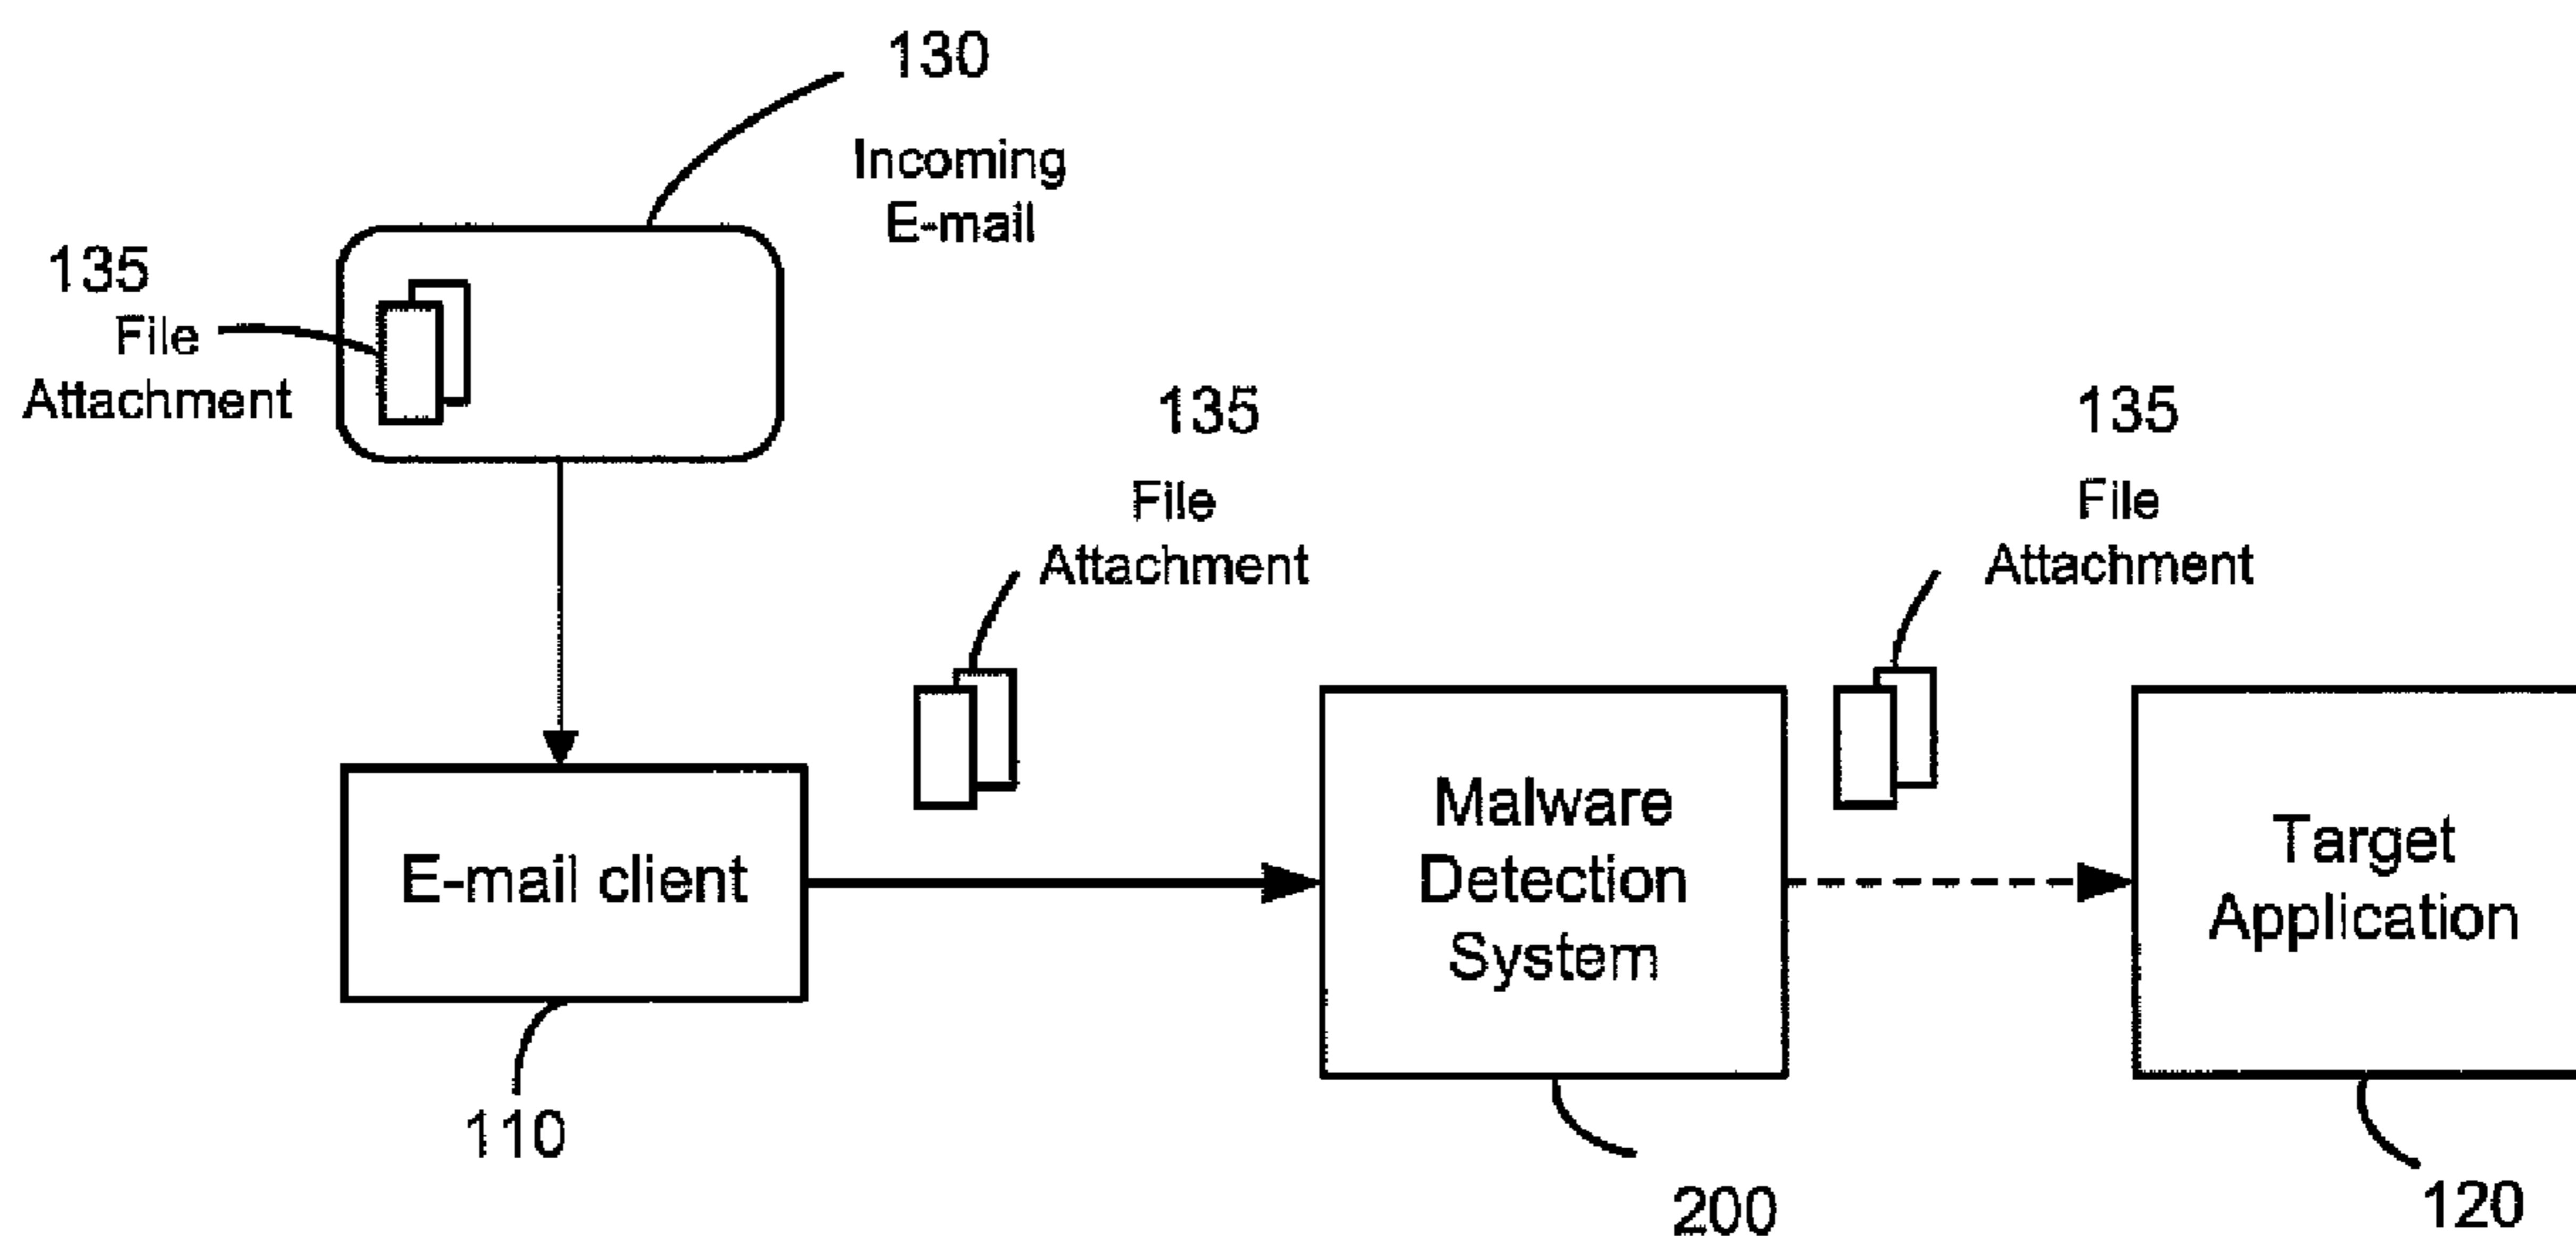 130
Incoming
E-mail
135
File
Attachment
135
File
Attachment
135
File
Attachment
E-mail client
Malware
Detection
System
Target
Application
110
200
120